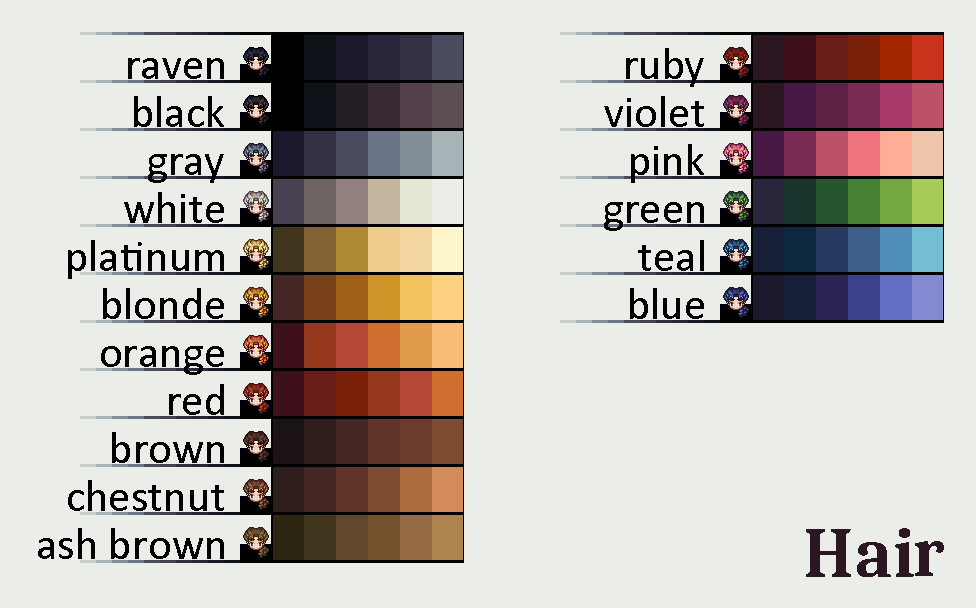 raven
black
gray
white
platinum
blonde
orange
red
brown
chestnut
ash brown
ruby
violet
pink
green
teal
blue
Hair